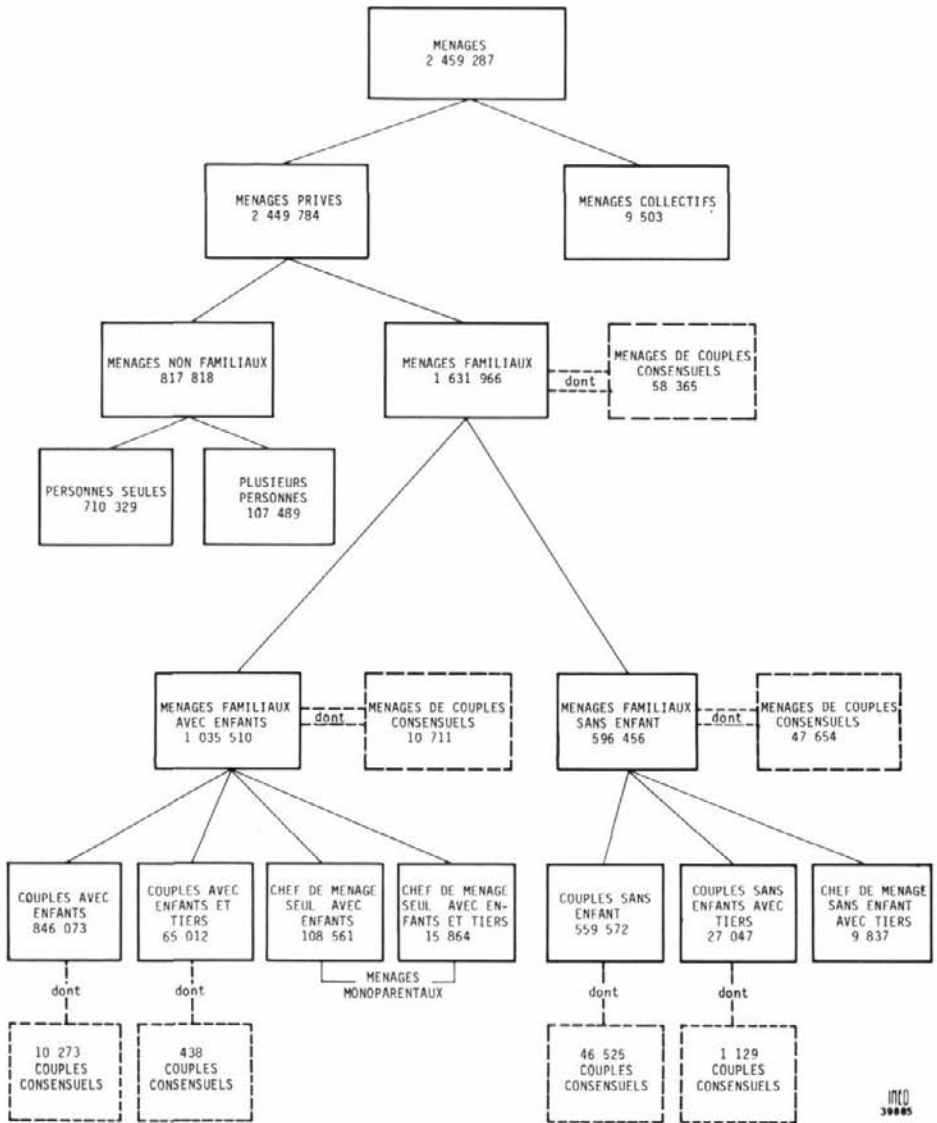 MENAGES
2 459 287
MENAGES PRIVES
2 449 784
MENAGES COLLECTIFS
9 503
MENAGES NON FAMILIAUX
817 818
MENAGES FAMILIAUX
1 631 966
dont
MENAGES DE COUPLES
CONSENSUELS
58 365
PERSONNES SEULES
710 329
PLUSIEURS
PERSONNES
107 489
MENAGES FAMILIAUX
AVEC ENFANTS
1 035 510
dont
MENAGES DE COUPLES
CONSENSUELS
10 711
MENAGES FAMILIAUX
SANS ENFANT
596 456
dont
MENAGES DE COUPLES
CONSENSUELS
47 654
COUPLES AVEC
ENFANTS
846 073
COUPLES AVEC
ENFANTS ET
TIERS
65 012
CHEF DE MENAGE
SEUL AVEC
ENFANTS
108 561
CHEF DE MENAGE
SEUL AVEC EN-
FANTS ET TIERS
15 864
COUPLES SANS
ENFANT
559 572
COUPLES SANS
ENFANTS AVEC
TIERS
27 047
CHEF DE MENAGE
SANS ENFANT
AVEC TIERS
9 837
MENAGES
MONOPARENTAUX
dont
dont
dont
dont
10 273
COUPLES
CONSENSUELS
438
COUPLES
CONSENSUELS
46 525
COUPLES
CONSENSUELS
1 129
COUPLES
CONSENSUELS
INED
39885